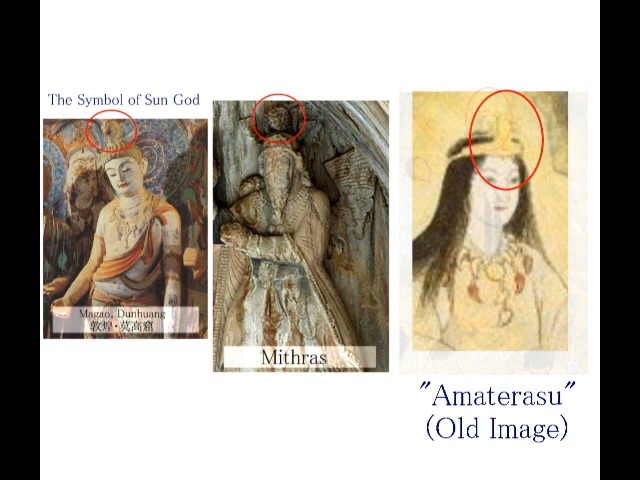 The Symbol of Sun God
Magao, Dunhuang
敦煌・莫高窟
Mithras
"Amaterasu"
(Old Image)